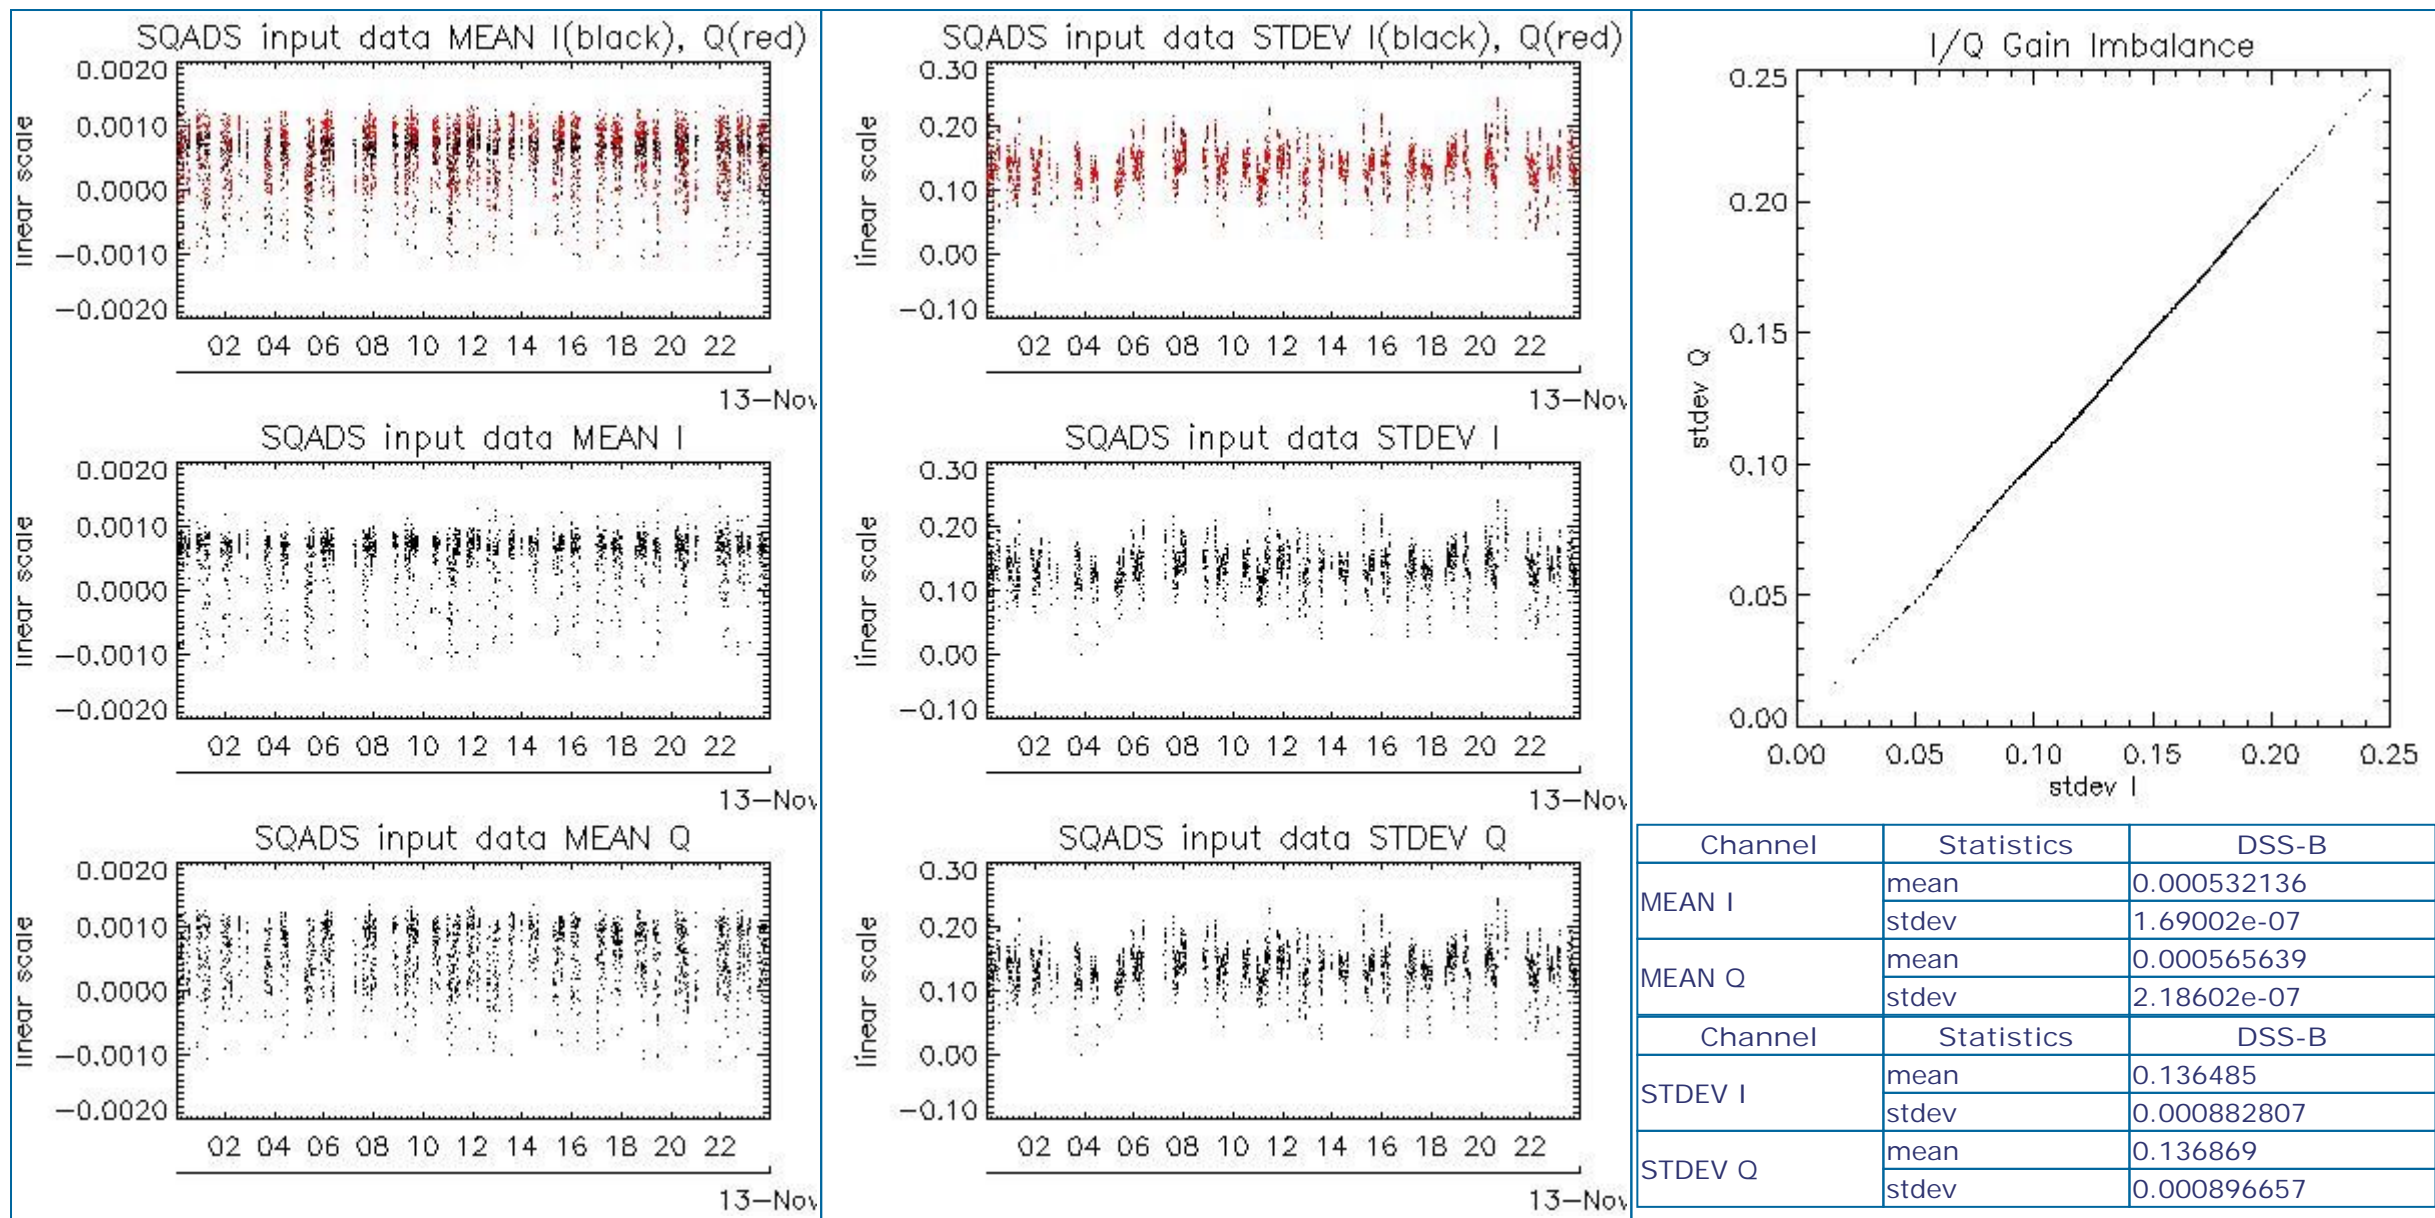 SQADS input data MEAN I(black), Q(red)
0.0020
0.0010
0.0000
-0.0010
-0.0020
linear scale
02 04 06 08 10 12 14 16 18 20 22
13-Nov
SQADS input data MEAN I
0.0020
0.0010
0.0000
-0.0010
-0.0020
linear scale
02 04 06 08 10 12 14 16 18 20 22
13-Nov
SQADS input data MEAN Q
0.0020
0.0010
0.0000
-0.0010
-0.0020
linear scale
02 04 06 08 10 12 14 16 18 20 22
13-Nov
SQADS input data STDEV I(black), Q(red)
0.30
0.20
0.10
0.00
-0.10
linear scale
02 04 06 08 10 12 14 16 18 20 22
13-Nov
SQADS input data STDEV I
0.30
0.20
0.10
0.00
-0.10
linear scale
02 04 06 08 10 12 14 16 18 20 22
13-Nov
SQADS input data STDEV Q
0.30
0.20
0.10
0.00
-0.10
linear scale
02 04 06 08 10 12 14 16 18 20 22
13-Nov
I/Q Gain Imbalance
0.25
0.20
0.15
0.10
0.05
0.00
stdev Q
0.00 0.05 0.10 0.15 0.20 0.25
stdev I
Channel Statistics DSS-B
MEAN I mean 0.000532136
stdev 1.69002e-07
MEAN Q mean 0.000565639
stdev 2.18602e-07
Channel Statistics DSS-B
STDEV I mean 0.136485
stdev 0.000882807
STDEV Q mean 0.136869
stdev 0.000896657